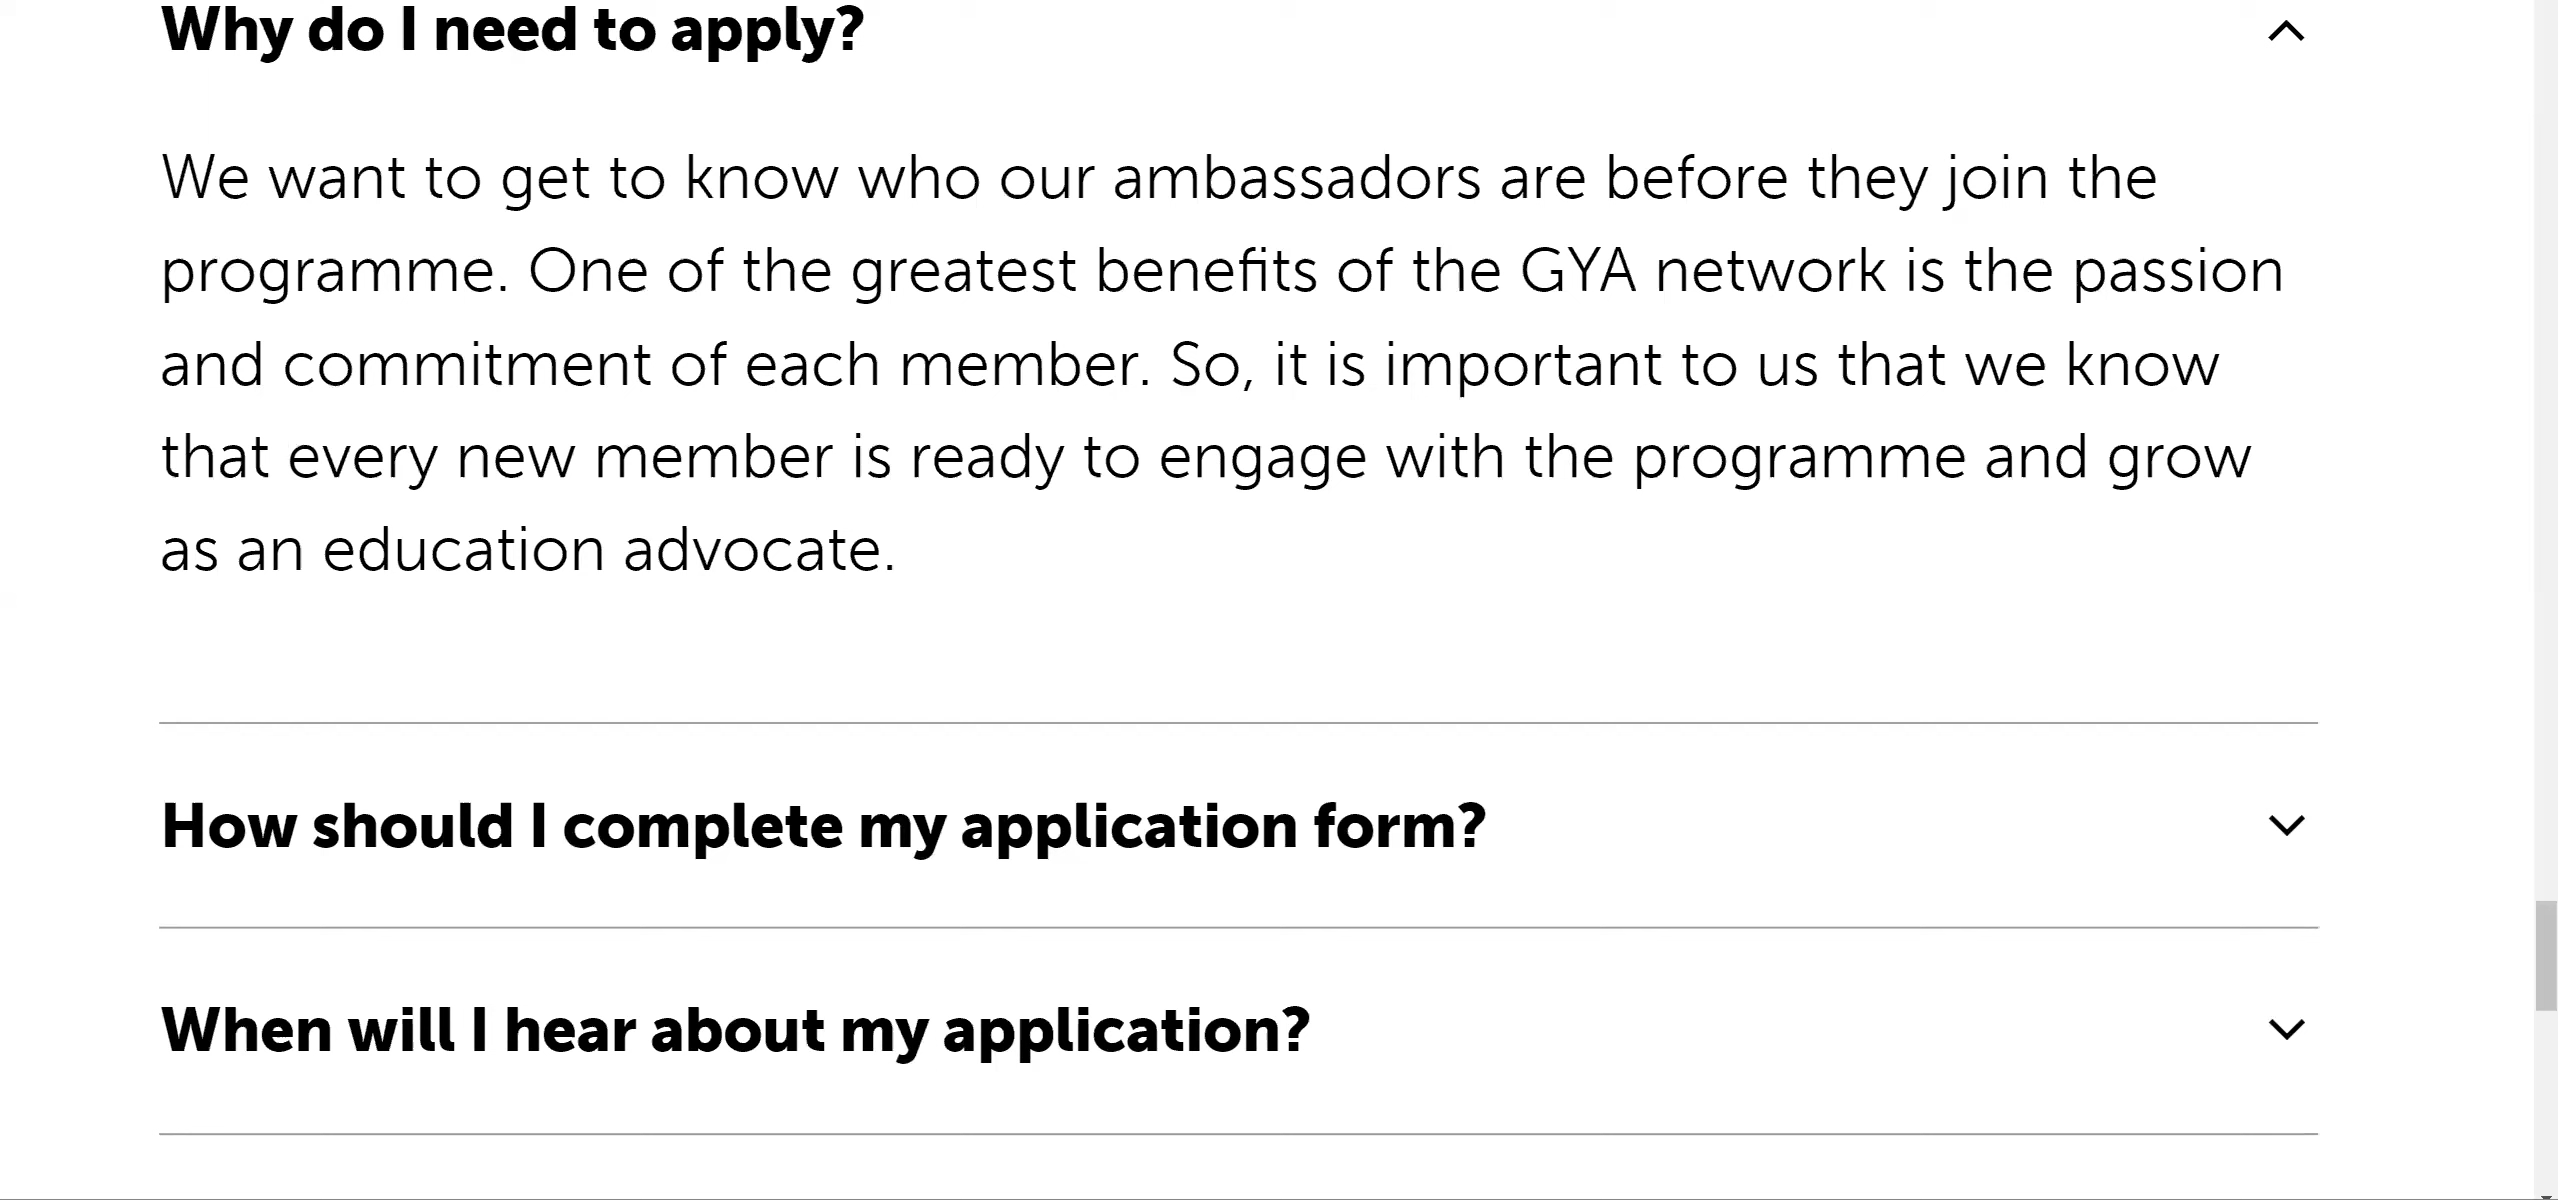 Why do I need to apply?
We want to get to know who our ambassadors are before they join the
programme. One of the greatest benefits of the GYA network is the passion
and commitment of each member. So, it is important to us that we know
that every new member is ready to engage with the programme and grow
as an education advocate.
How should I complete my application form?
When will I hear about my application?